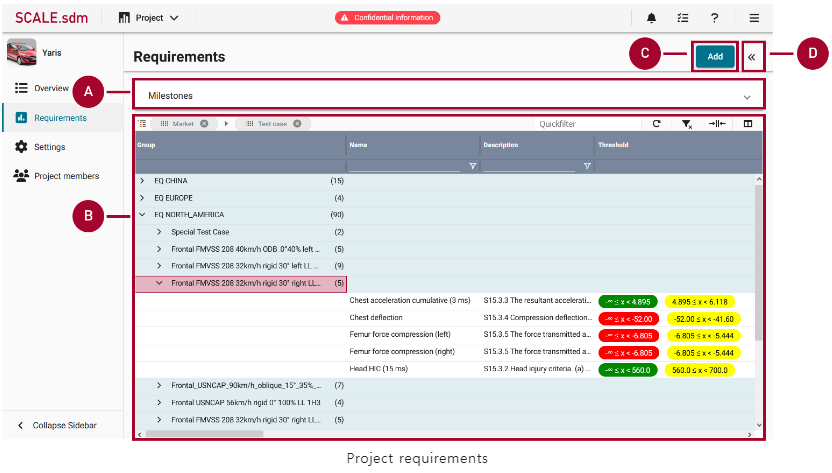 SCALE.sdm Project Confidential information ?
Yaris
Requirements
C
Add
«
D
Overview
A
Milestones
Requirements
Market Test case Quickfilter
Group Name Description Threshold
Settings
Project members
B
EQ CHINA (15)
EQ EUROPE (4)
EQ NORTH_AMERICA (90)
Special Test Case (2)
Frontal FMVSS 208 40km/h ODB. 0°40% left ... (5)
Frontal FMVSS 208 32km/h rigid 30° left LL ... (9)
Frontal FMVSS 208 32km/h rigid 30° right LL... (5)
Chest acceleration cumulative (3 ms) S15.3.3 The resultant accelerati... -∞ ≤ x < 4.895 4.895 ≤ x < 6.118
Chest deflection S15.3.4 Compression deflection... -∞ ≤ x < -52.00 -52.00 ≤ x < -41.60
Femur force compression (left) S15.3.5 The force transmitted a... -∞ ≤ x < -6.805 -6.805 ≤ x < -5.444
Femur force compression (right) S15.3.5 The force transmitted a... -∞ ≤ x < -6.805 -6.805 ≤ x < -5.444
Head HIC (15 ms) S15.3.2 Head injury criteria. (a) ... -∞ ≤ x < 560.0 560.0 ≤ x < 700.0
Frontal_USNCAP_90km/h_oblique_15°_35%_... (7)
Frontal USNCAP 56km/h rigid 0° 100% LL 1H3 (4)
Frontal FMVSS 208 32km/h rigid 30° right LL... (5)
Collapse Sidebar
Project requirements